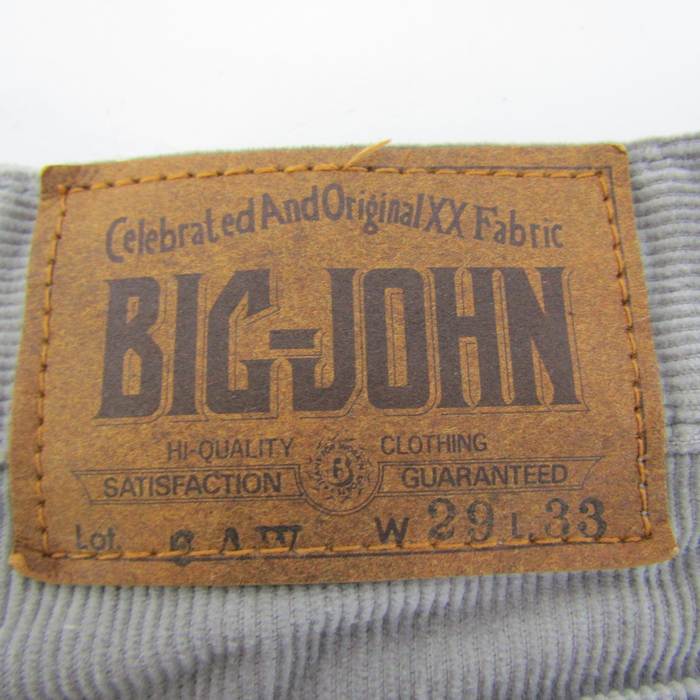 Celebrated And Original XX Fabric
BIG-JOHN
HI-QUALITY CLOTHING
SATISFACTION GUARANTEED
Lot. W 29 L 33